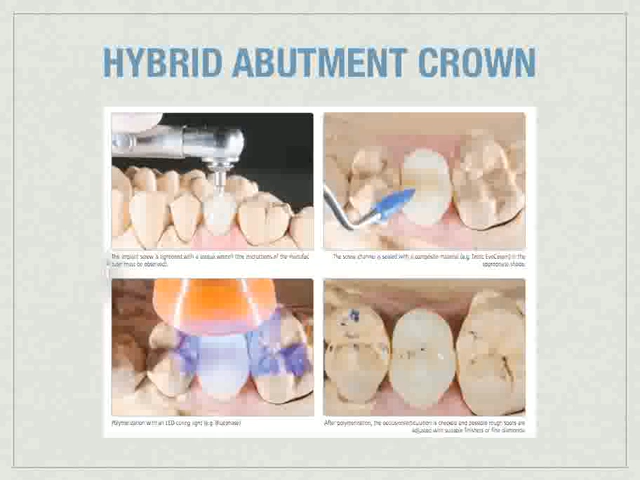 HYBRID ABUTMENT CROWN
The implant screw is tightened with a torque wrench (the instructions of the manufac-
turer must be observed).
The screw channel is sealed with a composite material (e.g. Tetric EvoCeram) in the
appropriate shade.
Polymerization with an LED curing light (e.g. Bluephase)
After polymerization, the occlusion/articulation is checked and possible rough spots are
adjusted with suitable finishers or fine diamonds.